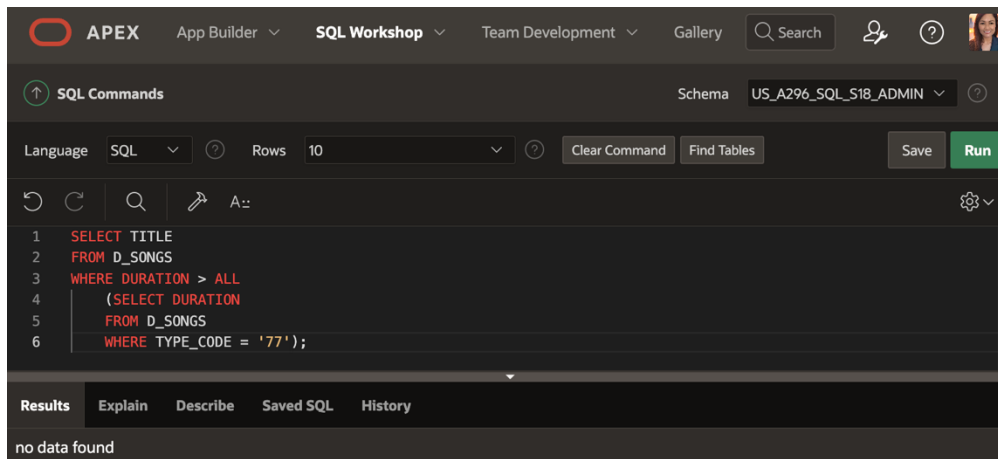 APEX App Builder SQL Workshop Team Development Gallery Search
SQL Commands Schema US_A296_SQL_S18_ADMIN
Language SQL Rows 10 Clear Command Find Tables Save Run
A
1 SELECT TITLE
2 FROM D_SONGS
3 WHERE DURATION > ALL
4 (SELECT DURATION
5 FROM D_SONGS
6 WHERE TYPE_CODE = '77');
Results Explain Describe Saved SQL History
no data found